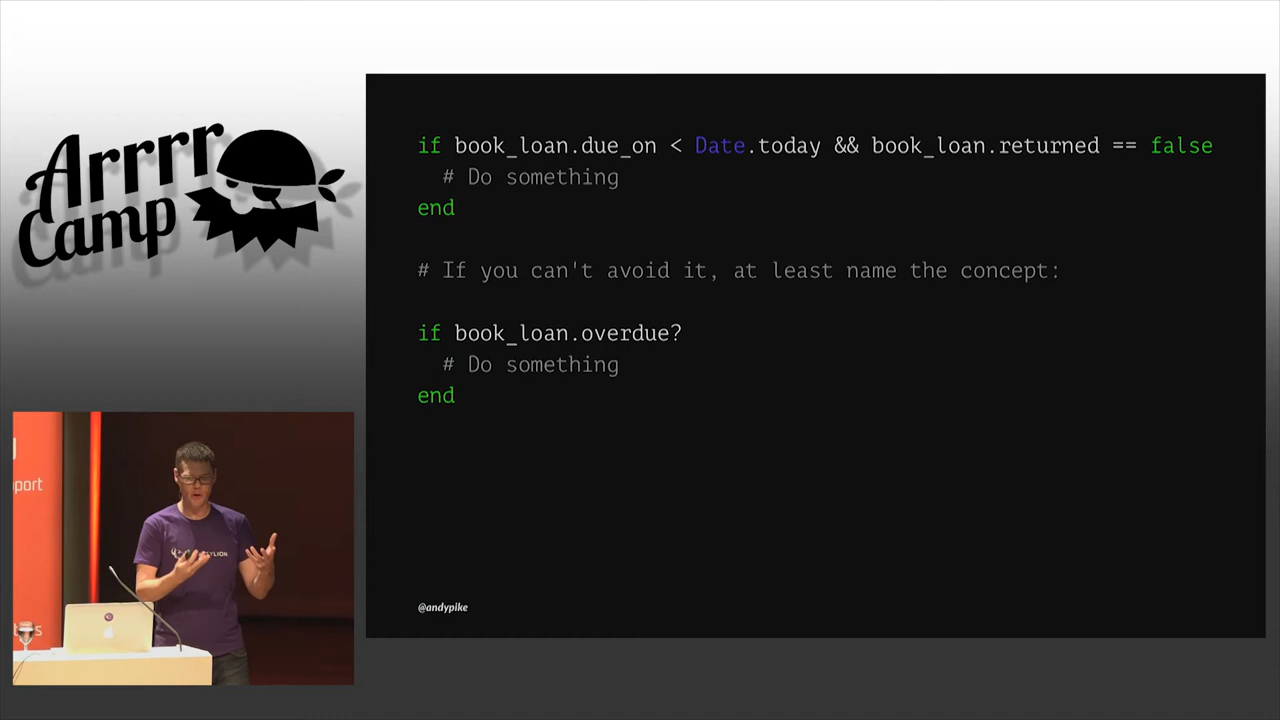 Arrrr
Camp
if book_loan.due_on < Date.today && book_loan.returned == false
  # Do something
end
# If you can't avoid it, at least name the concept:
if book_loan.overdue?
  # Do something
end
@andypike
port